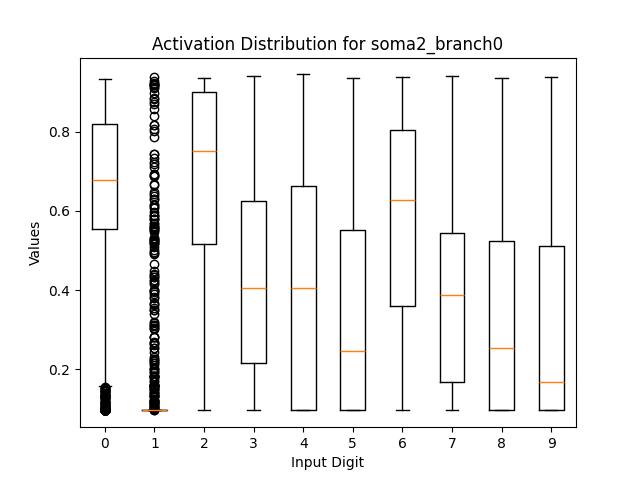 Activation Distribution for soma2_branch0
Values
0.8
0.6
0.4
0.2
0 1 2 3 4 5 6 7 8 9
Input Digit